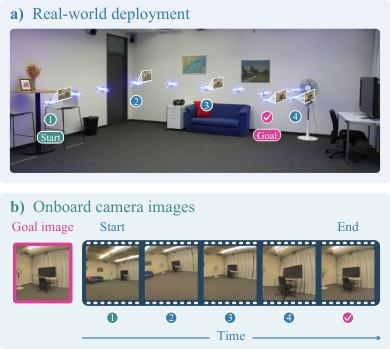 a) Real-world deployment
1
2
3
4
Start
Goal
b) Onboard camera images
Goal image
Start
End
1
2
3
4
Time